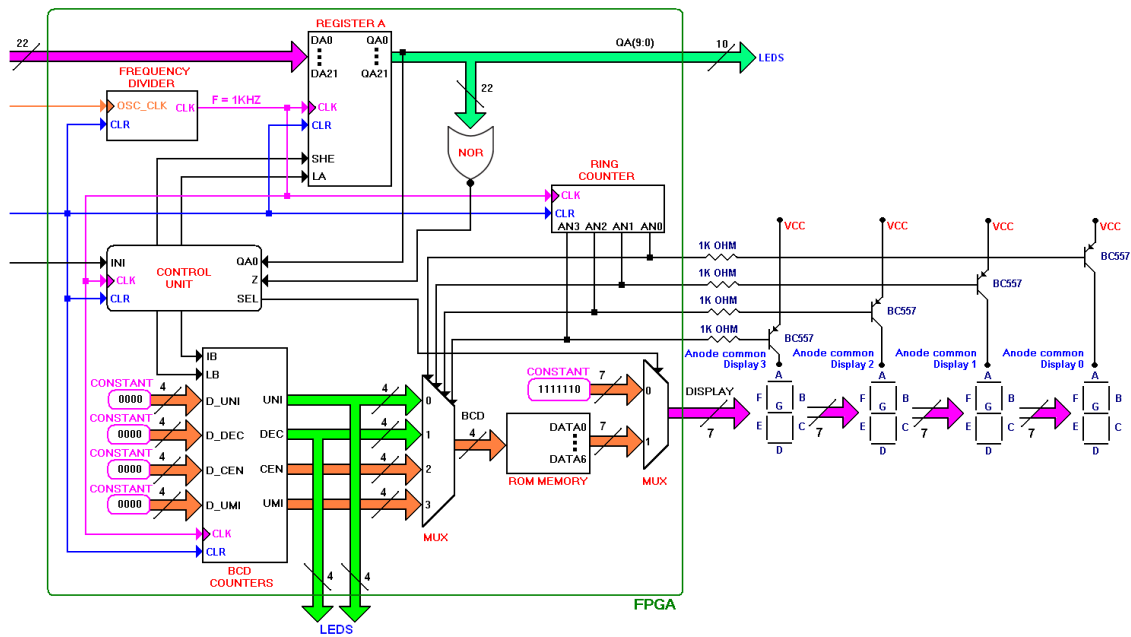 REGISTER A
22
DA0
DA21
QA0
QA21
QA(9:0)
10
LEDS
FREQUENCY
DIVIDER
OSC_CLK
CLK
CLR
F = 1KHZ
CLK
CLR
SHE
LA
22
NOR
RING
COUNTER
CLK
CLR
AN3
AN2
AN1
AN0
INI
CLK
CLR
CONTROL
UNIT
QA0
Z
SEL
1K OHM
1K OHM
1K OHM
1K OHM
VCC
VCC
VCC
VCC
BC557
BC557
BC557
BC557
Anode common
Display 3
Anode common
Display 2
Anode common
Display 1
Anode common
Display 0
IB
LB
CONSTANT
0000
4
D_UNI
CONSTANT
0000
4
D_DEC
CONSTANT
0000
4
D_CEN
CONSTANT
0000
4
D_UMI
CLK
CLR
UNI
DEC
CEN
UMI
BCD
COUNTERS
4
4
4
4
0
1
2
3
MUX
BCD
4
CONSTANT
1111110
7
DATA0
DATA6
ROM MEMORY
7
0
1
MUX
DISPLAY
7
A
F
B
G
E
C
D
7
A
F
B
G
E
C
D
7
A
F
B
G
E
C
D
7
A
F
B
G
E
C
D
4
4
LEDS
FPGA